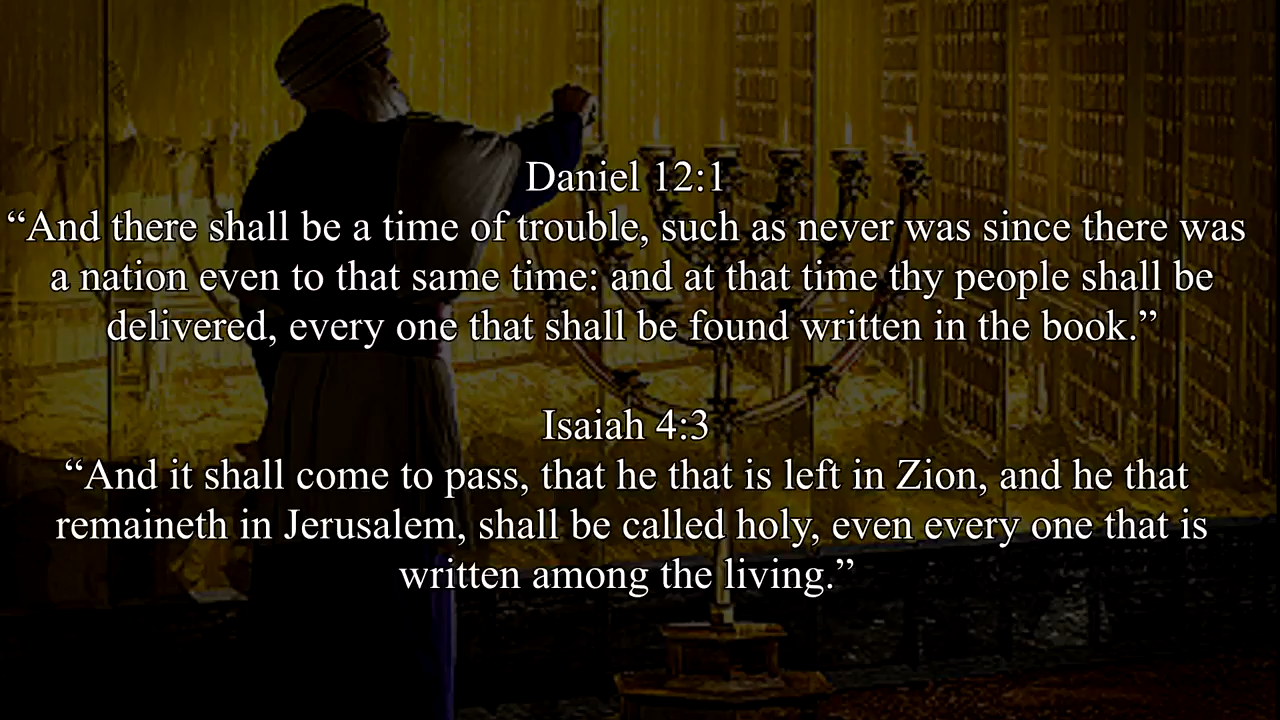 Daniel 12:1
“And there shall be a time of trouble, such as never was since there was
a nation even to that same time: and at that time thy people shall be
delivered, every one that shall be found written in the book.”
Isaiah 4:3
“And it shall come to pass, that he that is left in Zion, and he that
remaineth in Jerusalem, shall be called holy, even every one that is
written among the living.”